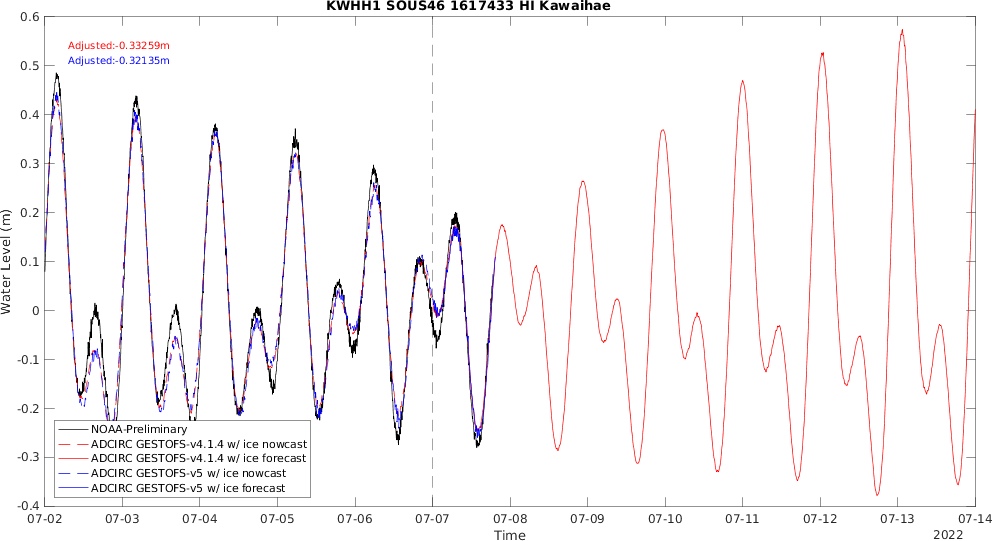 KWHH1 SOUS46 1617433 HI Kawaihae
Adjusted:-0.33259m
Adjusted:-0.32135m
Water Level (m)
0.6
0.5
0.4
0.3
0.2
0.1
0
-0.1
-0.2
-0.3
-0.4
NOAA-Preliminary
ADCIRC GESTOFS-v4.1.4 w/ ice nowcast
ADCIRC GESTOFS-v4.1.4 w/ ice forecast
ADCIRC GESTOFS-v5 w/ ice nowcast
ADCIRC GESTOFS-v5 w/ ice forecast
07-02 07-03 07-04 07-05 07-06 07-07 07-08 07-09 07-10 07-11 07-12 07-13 07-14
Time
2022